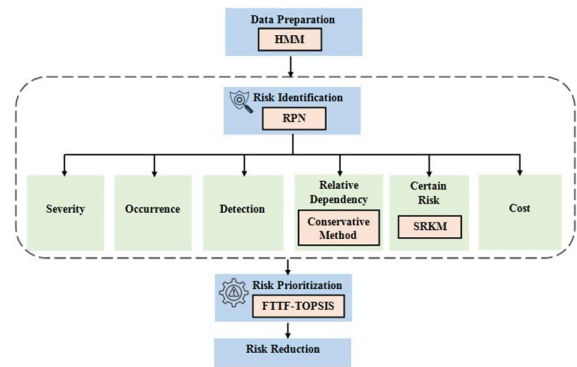 Data Preparation
HMM
Risk Identification
RPN
Severity
Occurrence
Detection
Relative
Dependency
Conservative
Method
Certain
Risk
SRKM
Cost
Risk Prioritization
FTTF-TOPSIS
Risk Reduction